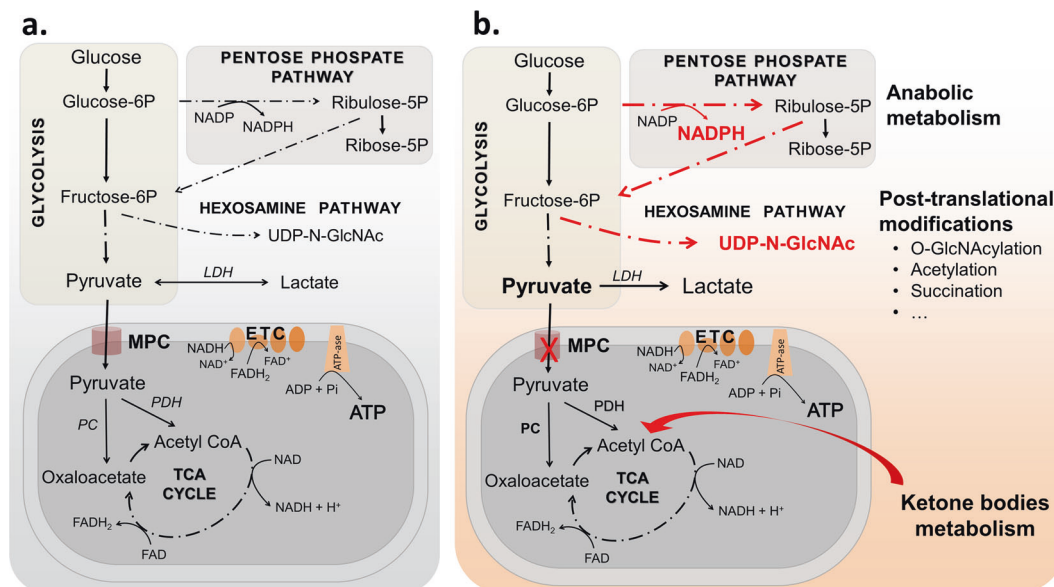 a.
Glucose
Glucose-6P
GLYCOLYSIS
Fructose-6P
Pyruvate
PENTOSE PHOSPATE
PATHWAY
NADP
NADPH
Ribulose-5P
Ribose-5P
HEXOSAMINE PATHWAY
UDP-N-GlcNAc
LDH
Lactate
MPC
ETC
NADH
NAD⁺
FADH₂
FAD⁺
ATP-ase
ADP + Pi
ATP
Pyruvate
PDH
PC
Acetyl CoA
Oxaloacetate
TCA
CYCLE
NAD
NADH + H⁺
FADH₂
FAD
b.
Glucose
Glucose-6P
GLYCOLYSIS
Fructose-6P
Pyruvate
PENTOSE PHOSPATE
PATHWAY
NADP
NADPH
Ribulose-5P
Ribose-5P
HEXOSAMINE PATHWAY
UDP-N-GlcNAc
LDH
Lactate
MPC
ETC
NADH
NAD⁺
FADH₂
FAD⁺
ATP-ase
ADP + Pi
ATP
Pyruvate
PDH
PC
Acetyl CoA
Oxaloacetate
TCA
CYCLE
NAD
NADH + H⁺
FADH₂
FAD
Anabolic
metabolism
Post-translational
modifications
• O-GlcNAcylation
• Acetylation
• Succination
• ...
Ketone bodies
metabolism